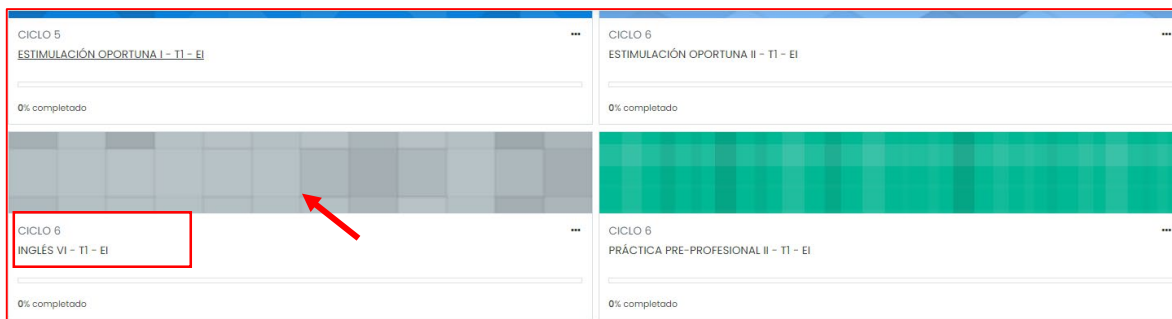 CICLO 5
ESTIMULACIÓN OPORTUNA I - T1 - EI
0% completado
CICLO 6
ESTIMULACIÓN OPORTUNA II - T1 - EI
0% completado
CICLO 6
INGLÉS VI - T1 - EI
0% completado
CICLO 6
PRÁCTICA PRE-PROFESIONAL II - T1 - EI
0% completado